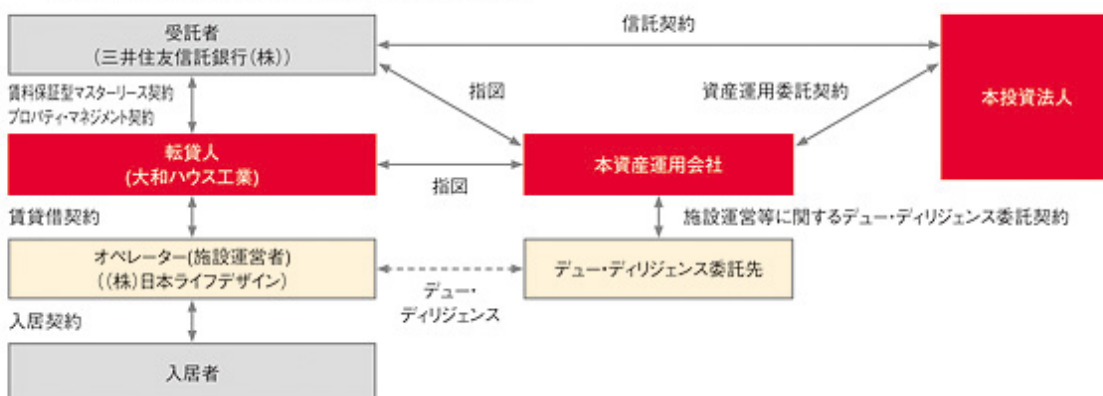 受託者
(三井住友信託銀行(株))
信託契約
賃料保証型マスターリース契約
プロパティ・マネジメント契約
指図
資産運用委託契約
本投資法人
転貸人
(大和ハウス工業)
指図
本資産運用会社
賃貸借契約
施設運営等に関するデュー・ディリジェンス委託契約
オペレーター(施設運営者)
((株)日本ライフデザイン)
デュー・
ディリジェンス
デュー・ディリジェンス委託先
入居契約
入居者